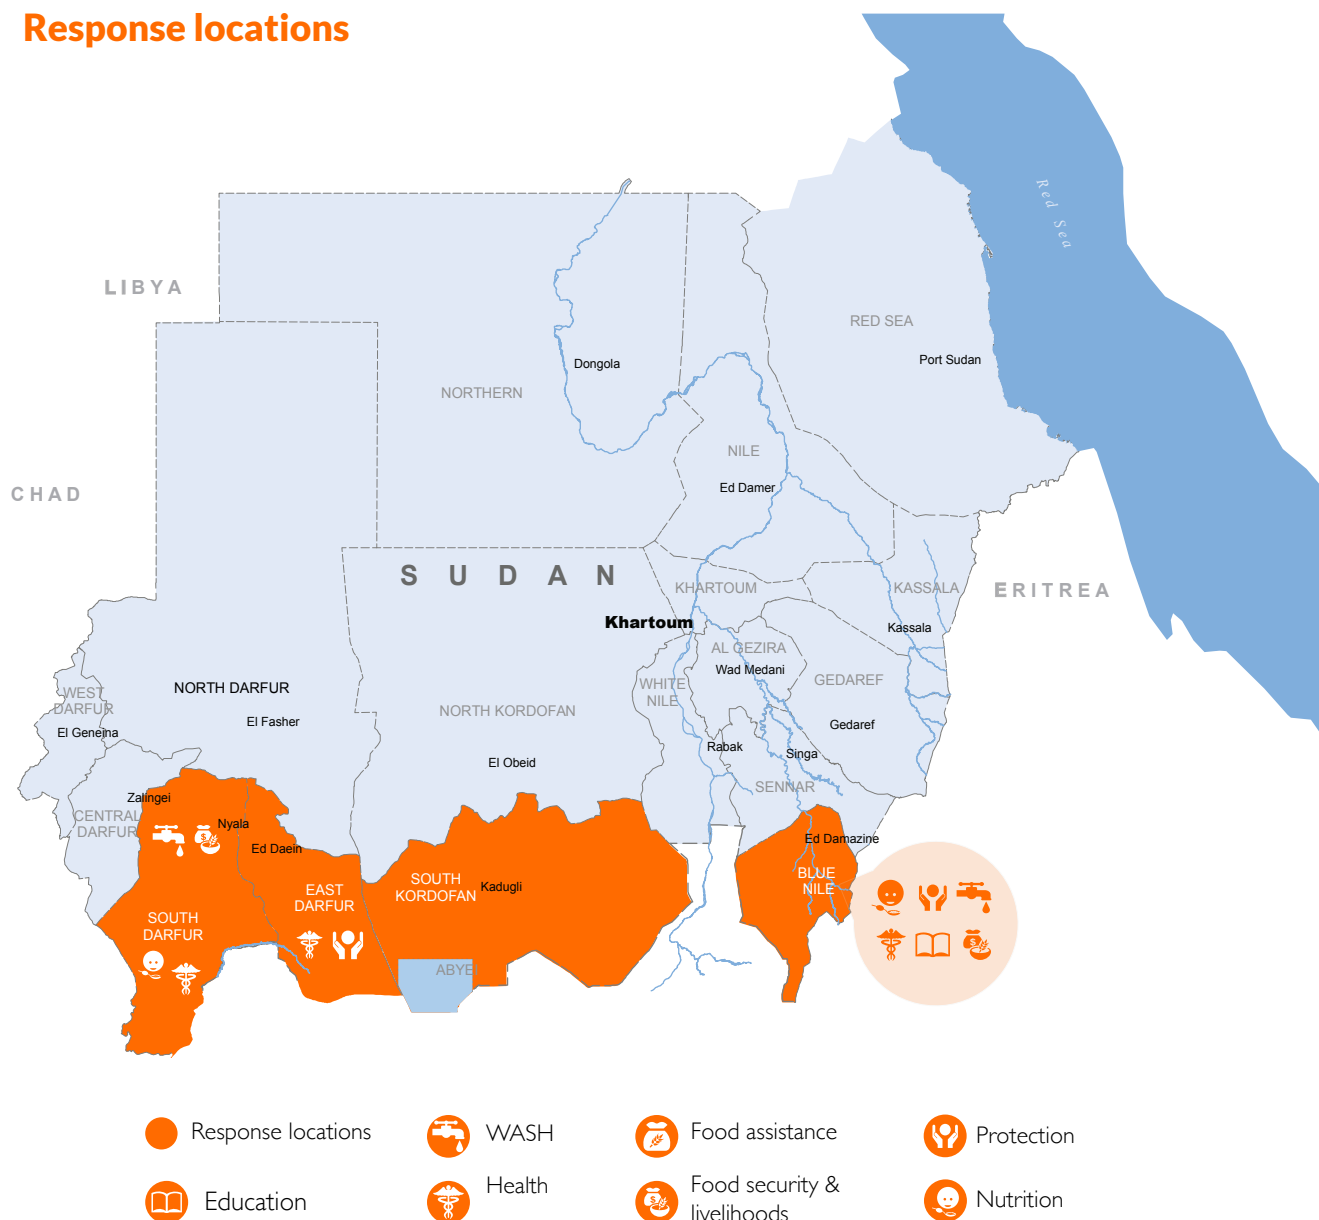 Response locations
Red Sea
LIBYA
RED SEA
Port Sudan
Dongola
NORTHERN
NILE
Ed Damer
CHAD
SUDAN
KHARTOUM
KASSALA
ERITREA
Khartoum
Kassala
AL GEZIRA
Wad Medani
GEDAREF
WEST
DARFUR
NORTH DARFUR
WHITE
NILE
El Geneina
El Fasher
NORTH KORDOFAN
Gedaref
Rabak
Singa
El Obeid
SENNAR
Zalingei
CENTRAL
DARFUR
Nyala
Ed Daein
Ed Damazine
EAST
DARFUR
SOUTH
KORDOFAN
Kadugli
BLUE
NILE
SOUTH
DARFUR
ABYEI
Response locations
WASH
Food assistance
Protection
Education
Health
Food security &
livelihoods
Nutrition